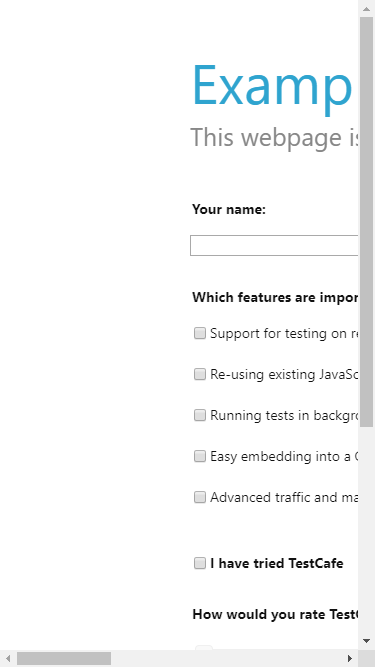 Examp
This webpage is
Your name:
Which features are impor
Support for testing on re
Re-using existing JavaSc
Running tests in backgro
Easy embedding into a C
Advanced traffic and ma
I have tried TestCafe
How would you rate TestC